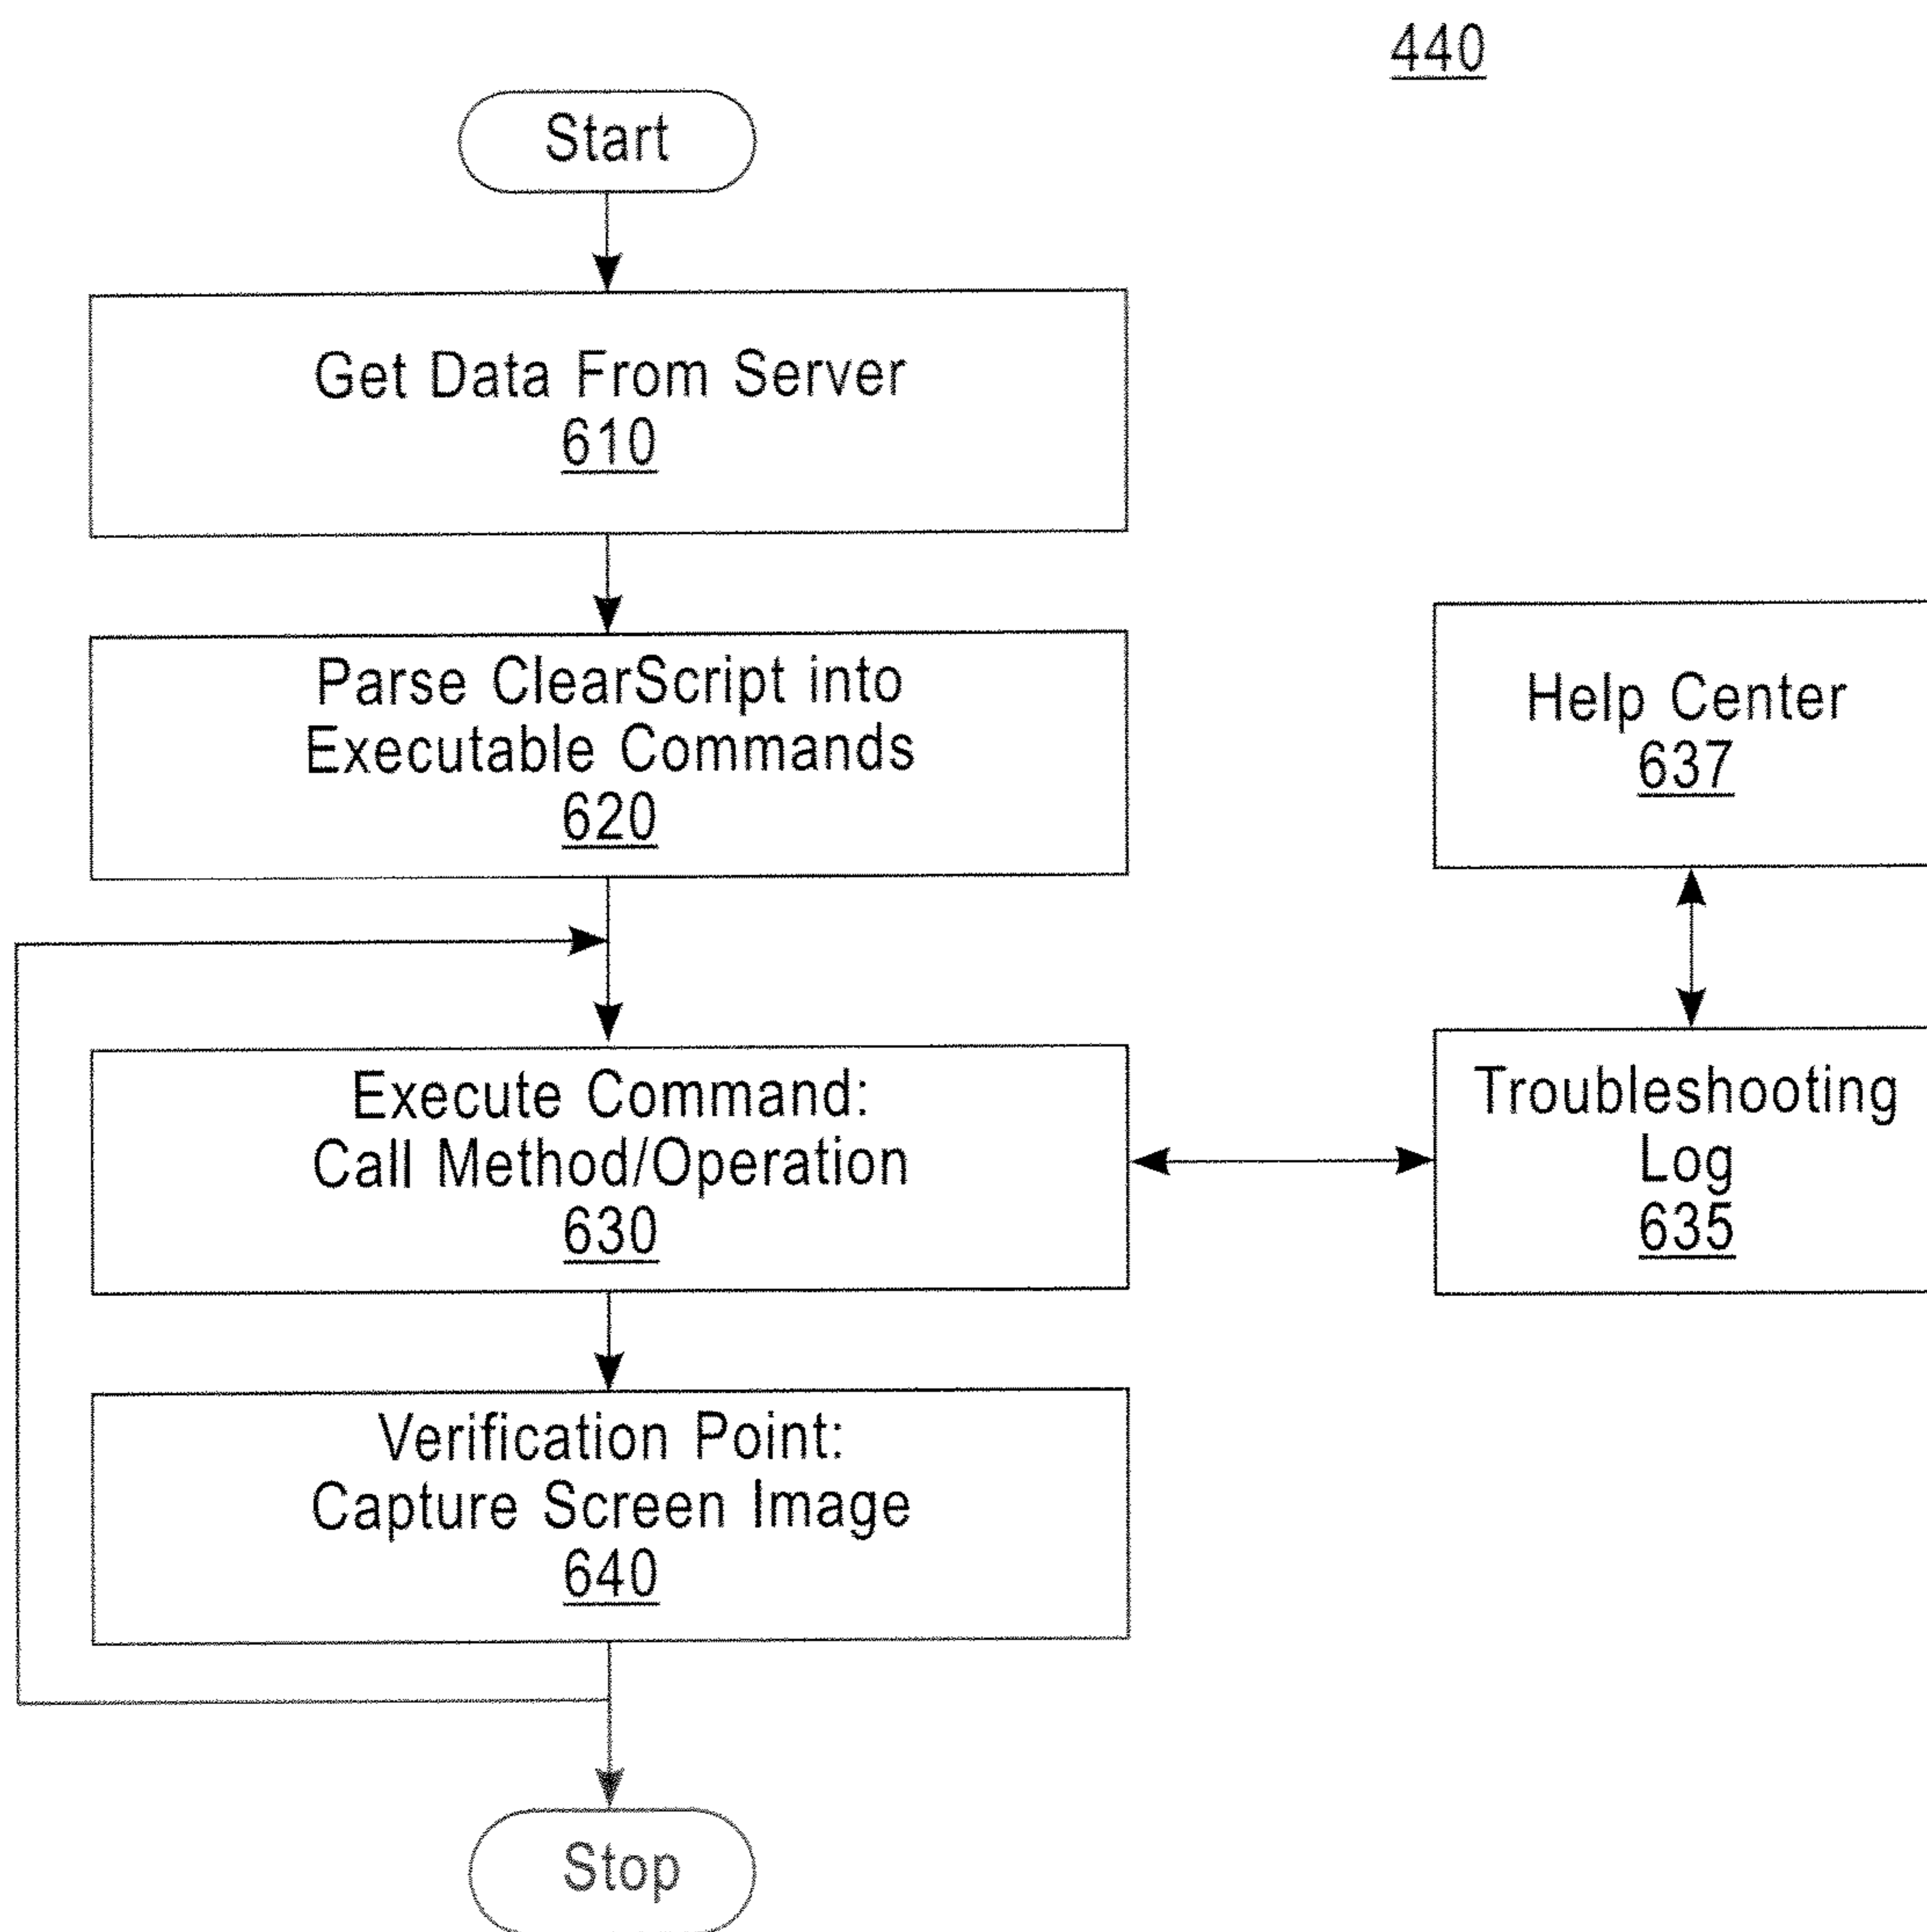 440
Start
Get Data From Server
610
Parse ClearScript into
Executable Commands
620
Help Center
637
Execute Command:
Call Method/Operation
630
Troubleshooting
Log
635
Verification Point:
Capture Screen Image
640
Stop